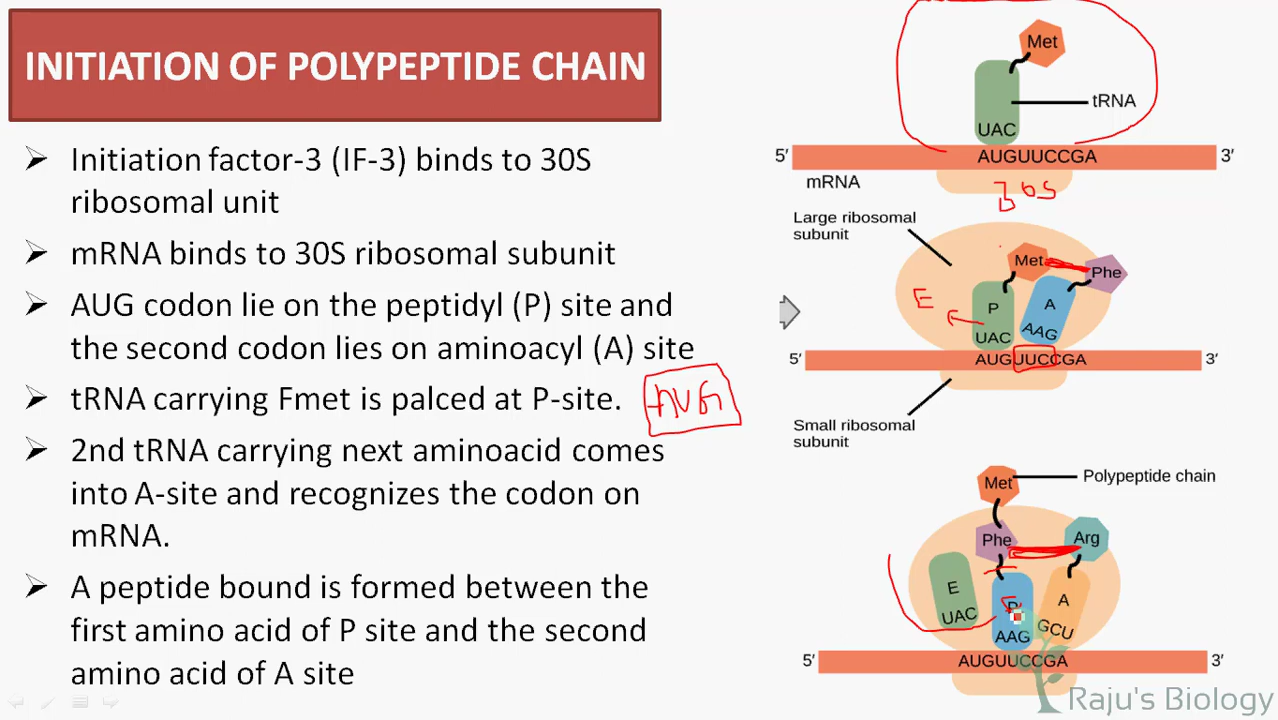 INITIATION OF POLYPEPTIDE CHAIN
Initiation factor-3 (IF-3) binds to 30S
ribosomal unit
mRNA binds to 30S ribosomal subunit
AUG codon lie on the peptidyl (P) site and
the second codon lies on aminoacyl (A) site
tRNA carrying Fmet is palced at P-site.
AUG
2nd tRNA carrying next aminoacid comes
into A-site and recognizes the codon on
mRNA.
A peptide bound is formed between the
first amino acid of P site and the second
amino acid of A site
Met
tRNA
UAC
5′ AUGUUCCGA 3′
mRNA
30S
Large ribosomal
subunit
Met
Phe
E
P
A
UAC
AAG
5′ AUGUUCCGA 3′
Small ribosomal
subunit
Met
Polypeptide chain
Phe
Arg
E
P
A
UAC
AAG
GCU
5′ AUGUUCCGA 3′
Raju's Biology